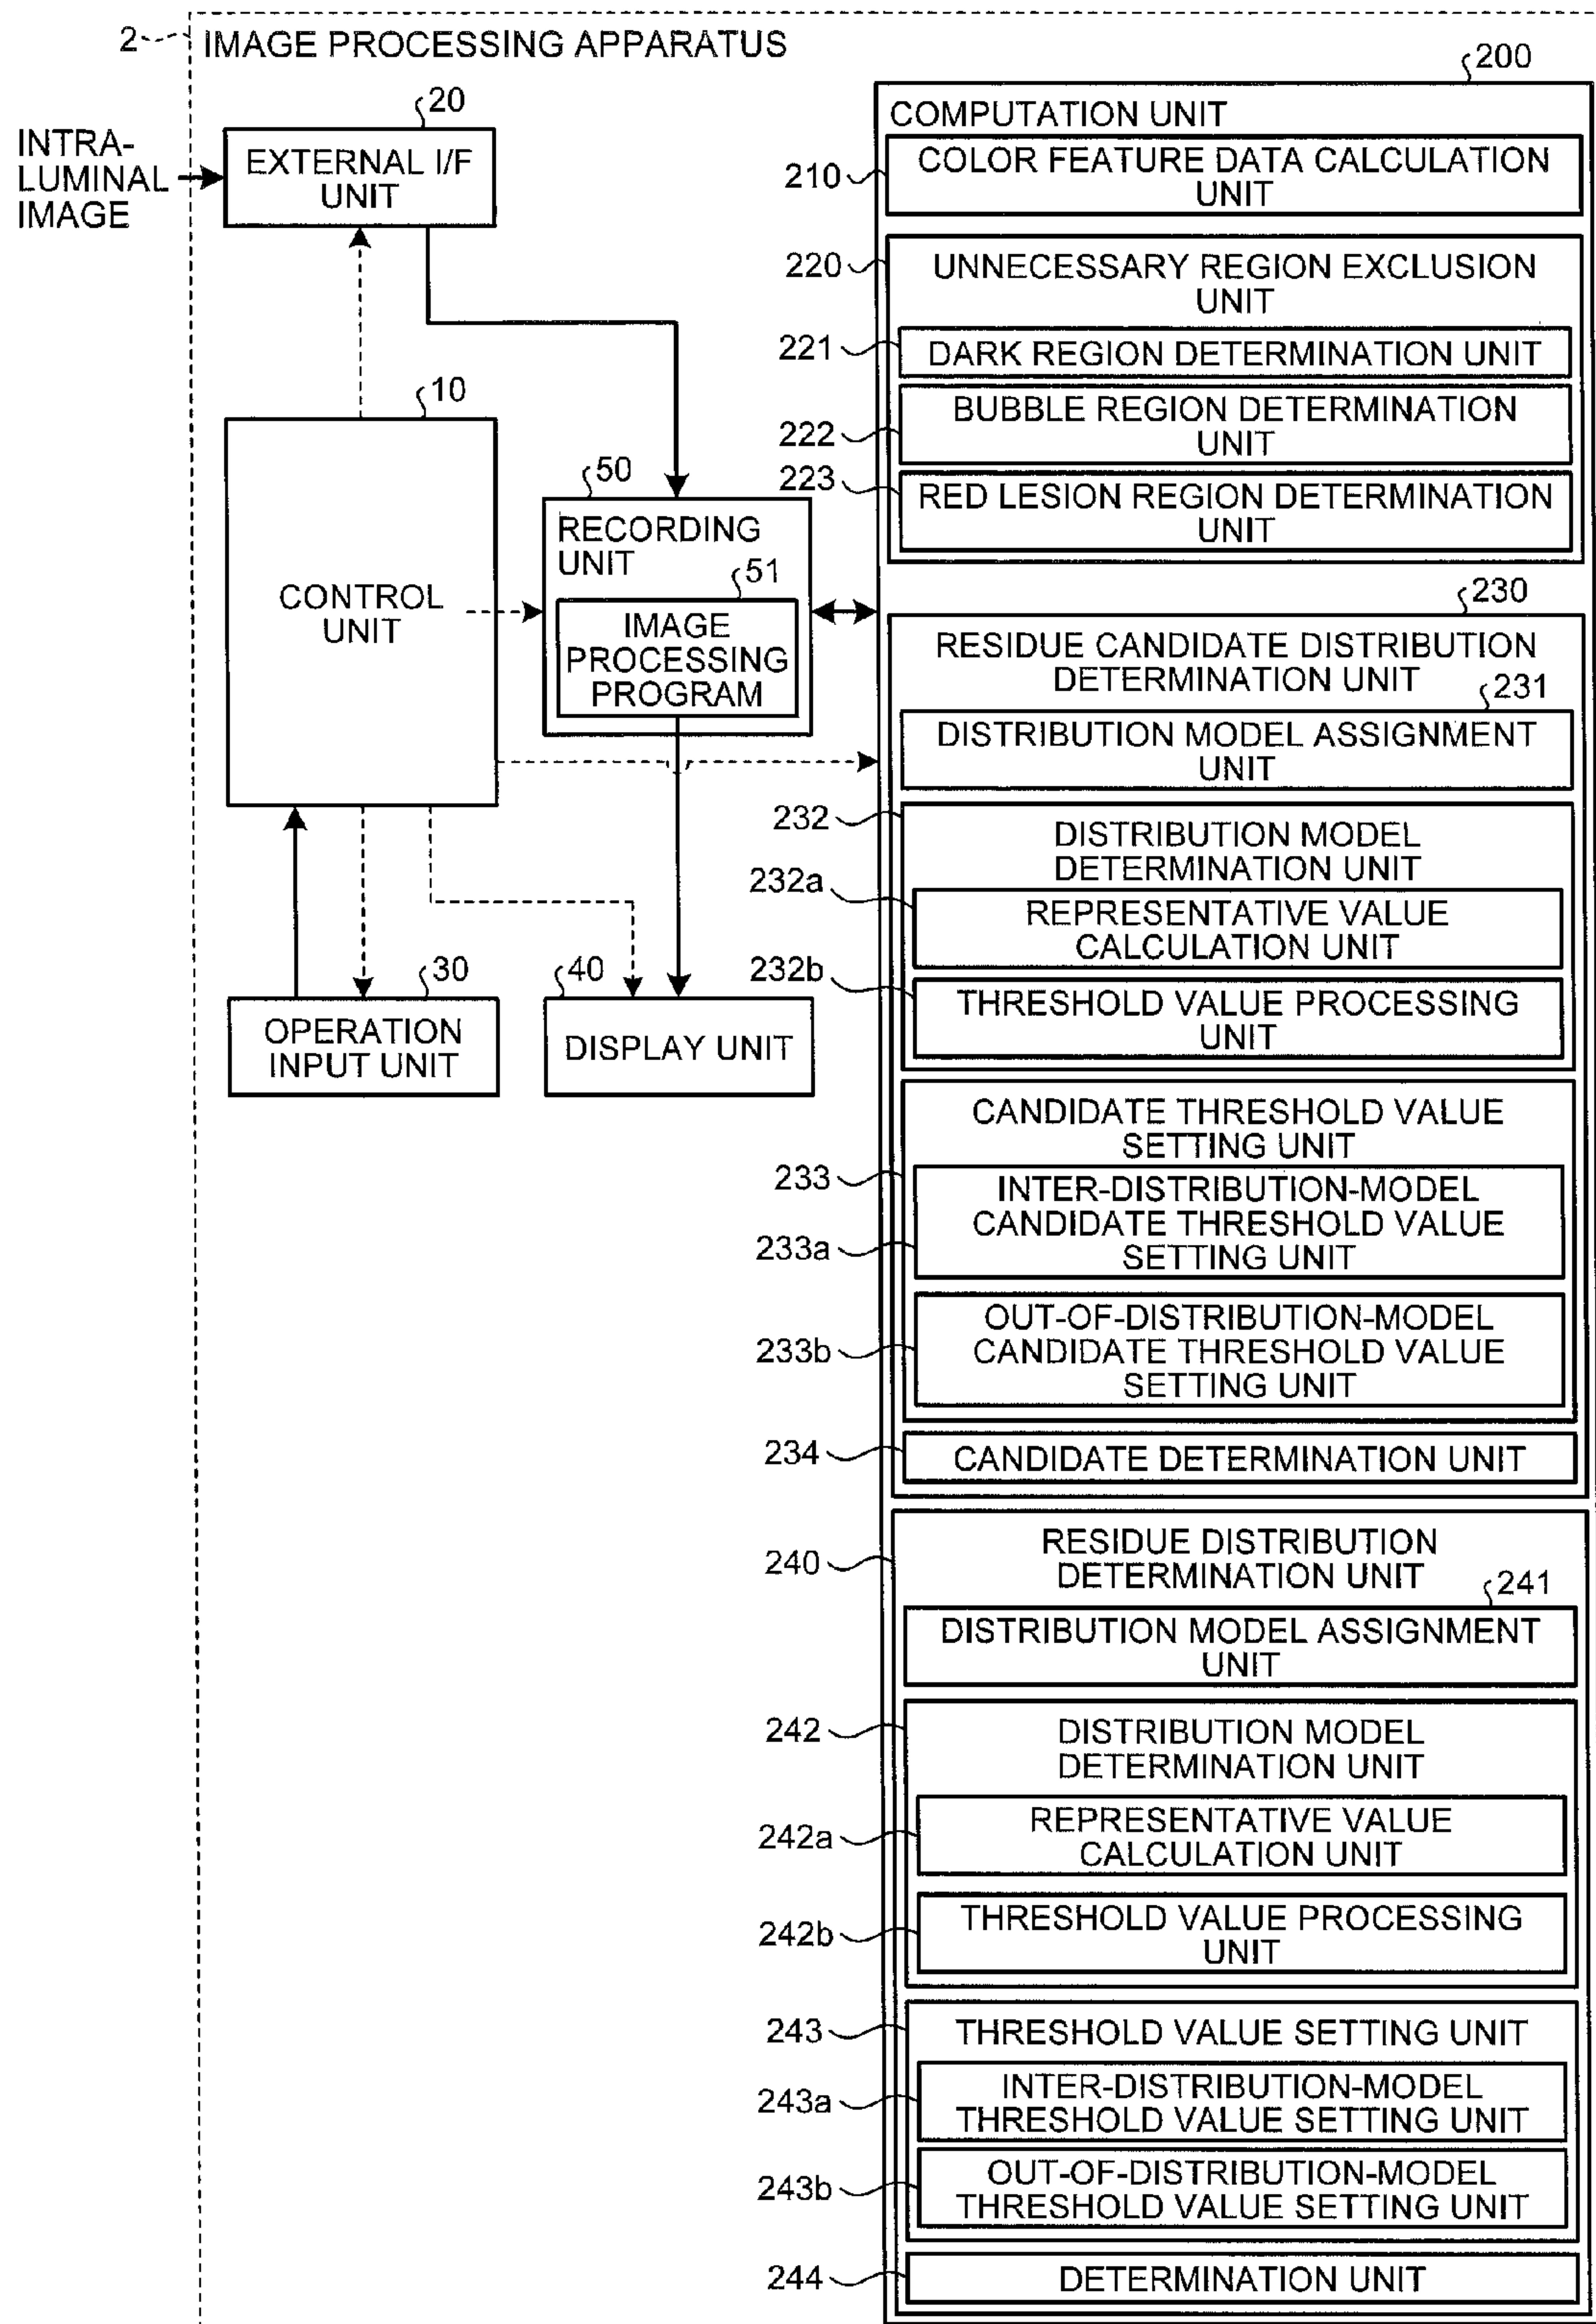 2
IMAGE PROCESSING APPARATUS
INTRA-
LUMINAL
IMAGE
20
EXTERNAL I/F
UNIT
10
CONTROL
UNIT
50
RECORDING
UNIT
51
IMAGE
PROCESSING
PROGRAM
30
OPERATION
INPUT UNIT
40
DISPLAY UNIT
200
COMPUTATION UNIT
210
COLOR FEATURE DATA CALCULATION
UNIT
220
UNNECESSARY REGION EXCLUSION
UNIT
221
DARK REGION DETERMINATION UNIT
222
BUBBLE REGION DETERMINATION
UNIT
223
RED LESION REGION DETERMINATION
UNIT
230
RESIDUE CANDIDATE DISTRIBUTION
DETERMINATION UNIT
231
DISTRIBUTION MODEL ASSIGNMENT
UNIT
232
DISTRIBUTION MODEL
DETERMINATION UNIT
232a
REPRESENTATIVE VALUE
CALCULATION UNIT
232b
THRESHOLD VALUE PROCESSING
UNIT
233
CANDIDATE THRESHOLD VALUE
SETTING UNIT
233a
INTER-DISTRIBUTION-MODEL
CANDIDATE THRESHOLD VALUE
SETTING UNIT
233b
OUT-OF-DISTRIBUTION-MODEL
CANDIDATE THRESHOLD VALUE
SETTING UNIT
234
CANDIDATE DETERMINATION UNIT
240
RESIDUE DISTRIBUTION
DETERMINATION UNIT
241
DISTRIBUTION MODEL ASSIGNMENT
UNIT
242
DISTRIBUTION MODEL
DETERMINATION UNIT
242a
REPRESENTATIVE VALUE
CALCULATION UNIT
242b
THRESHOLD VALUE PROCESSING
UNIT
243
THRESHOLD VALUE SETTING UNIT
243a
INTER-DISTRIBUTION-MODEL
THRESHOLD VALUE SETTING UNIT
243b
OUT-OF-DISTRIBUTION-MODEL
THRESHOLD VALUE SETTING UNIT
244
DETERMINATION UNIT